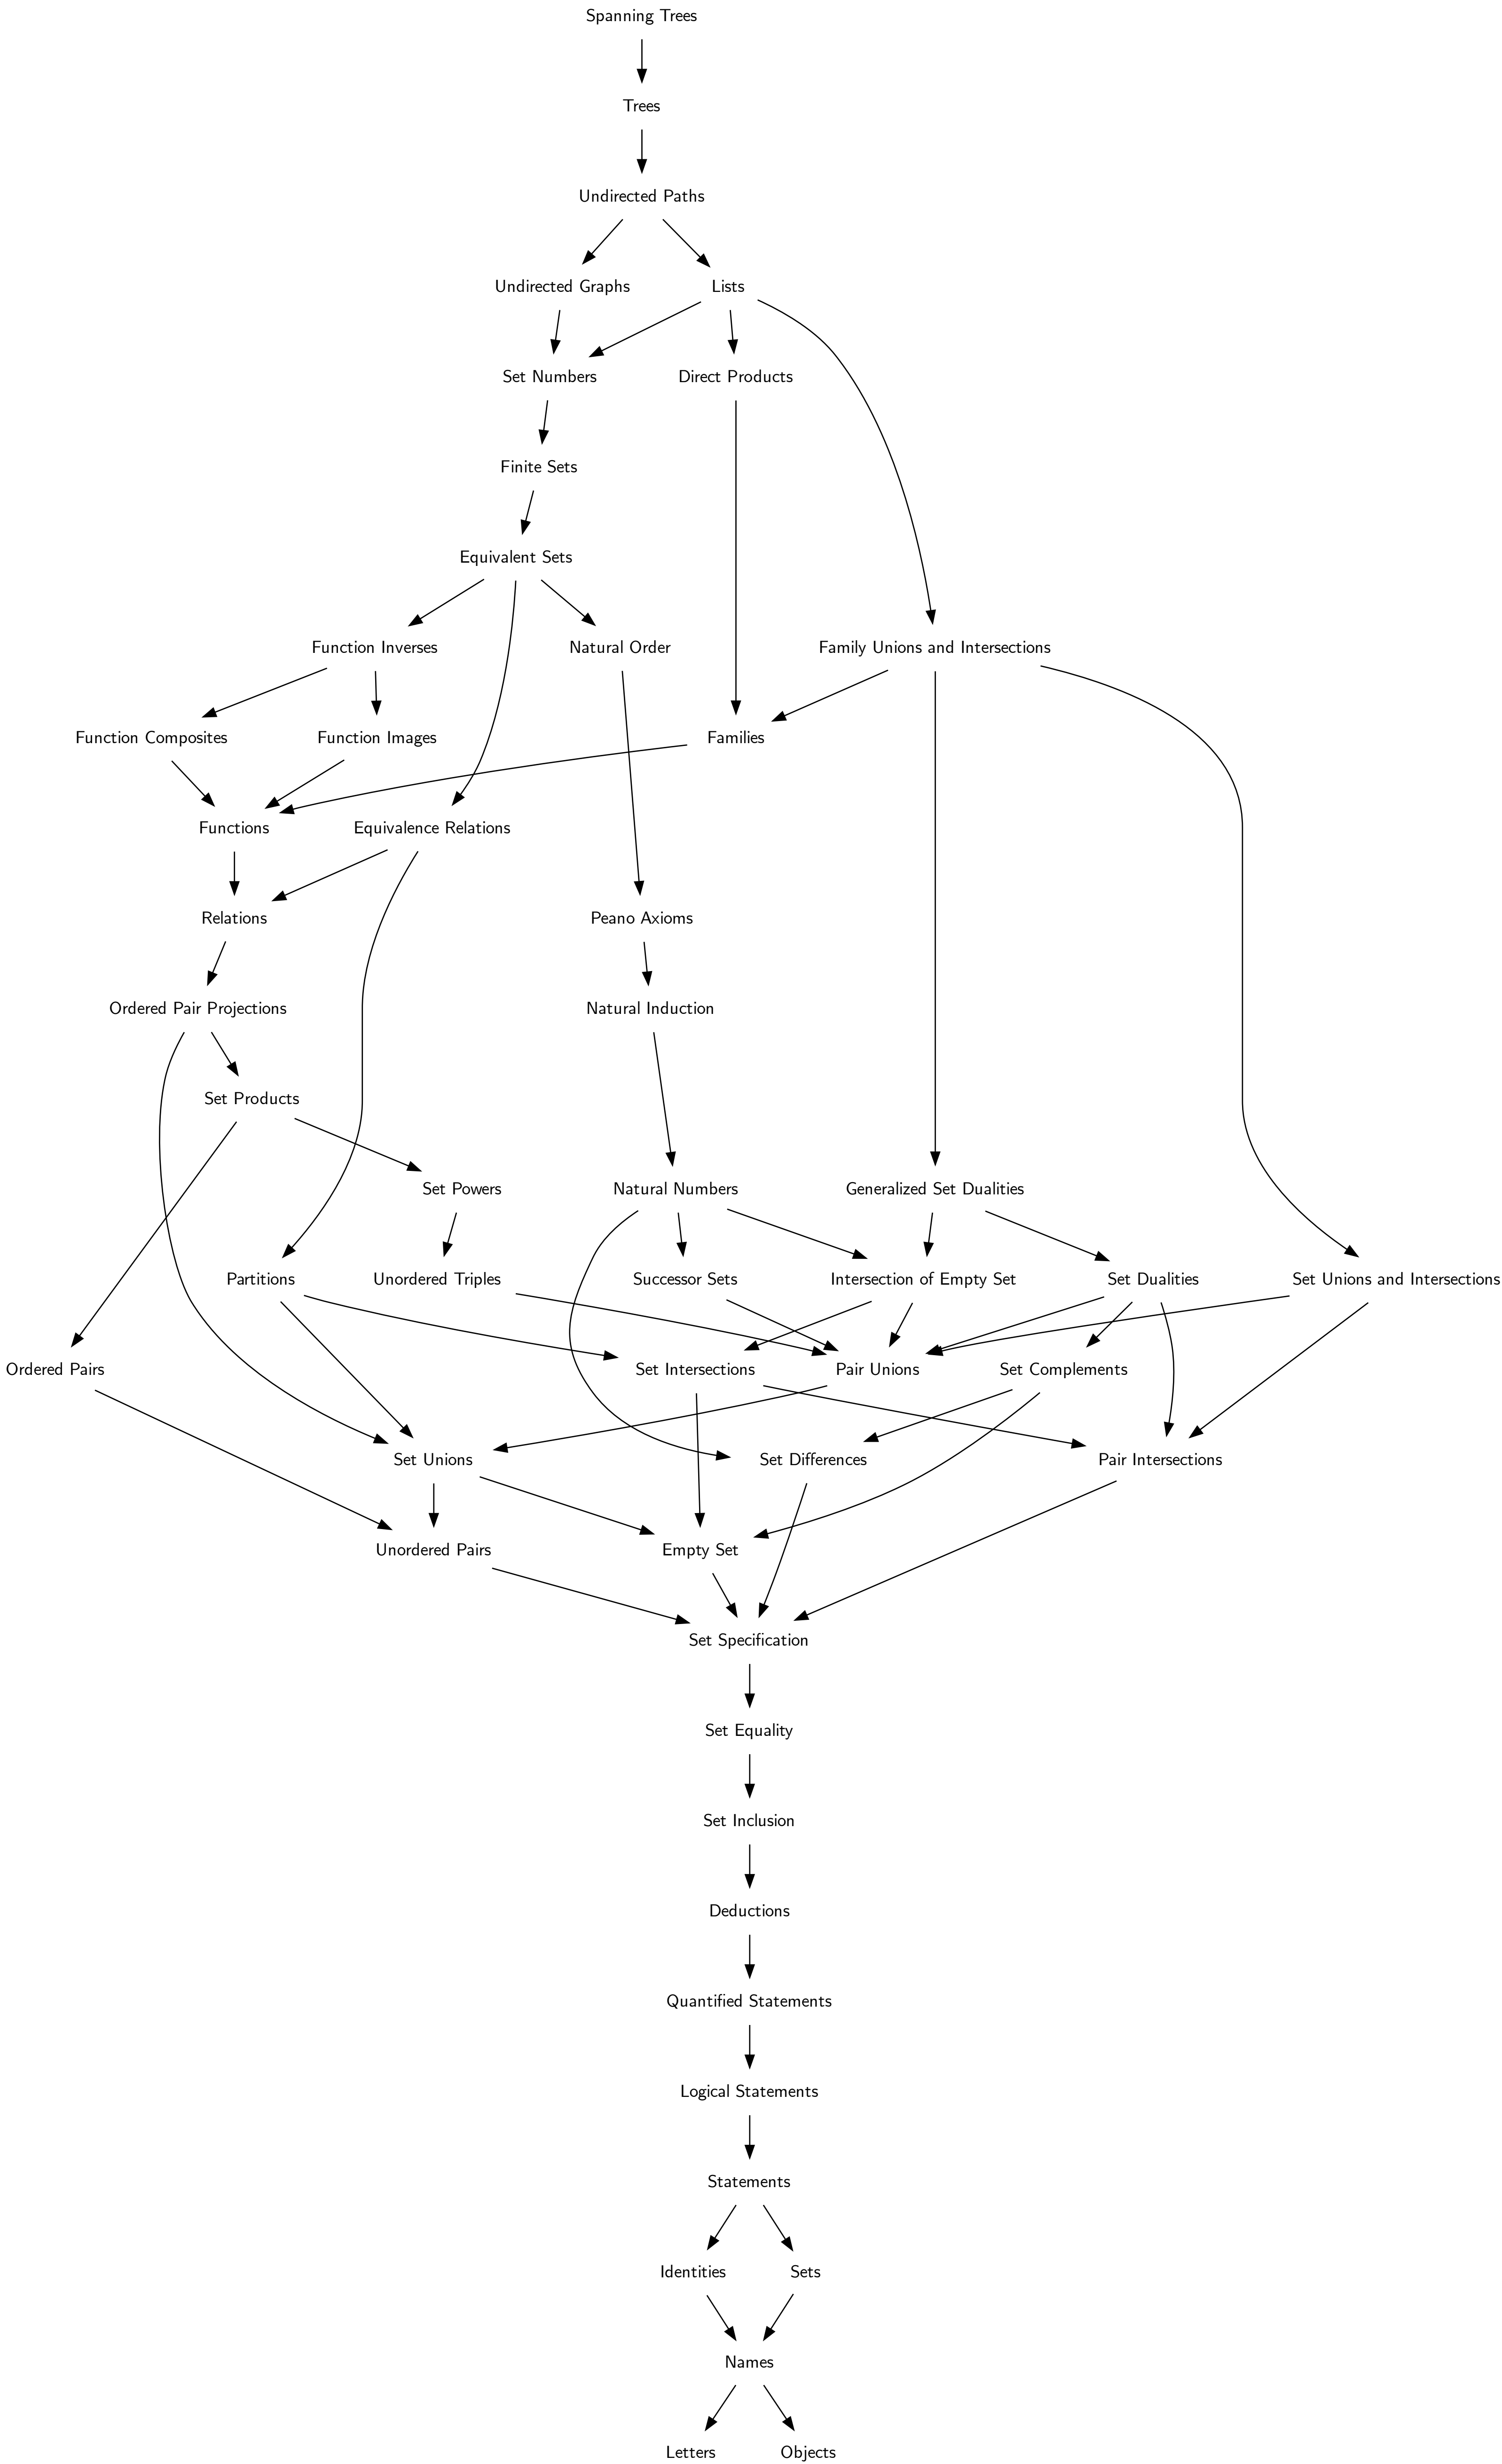 Spanning Trees
Trees
Undirected Paths
Undirected Graphs
Lists
Set Numbers
Direct Products
Finite Sets
Equivalent Sets
Function Inverses
Natural Order
Family Unions and Intersections
Function Composites
Function Images
Families
Functions
Equivalence Relations
Relations
Peano Axioms
Ordered Pair Projections
Natural Induction
Set Products
Set Powers
Natural Numbers
Generalized Set Dualities
Partitions
Unordered Triples
Successor Sets
Intersection of Empty Set
Set Dualities
Set Unions and Intersections
Ordered Pairs
Set Intersections
Pair Unions
Set Complements
Set Unions
Set Differences
Pair Intersections
Unordered Pairs
Empty Set
Set Specification
Set Equality
Set Inclusion
Deductions
Quantified Statements
Logical Statements
Statements
Identities
Sets
Names
Letters
Objects